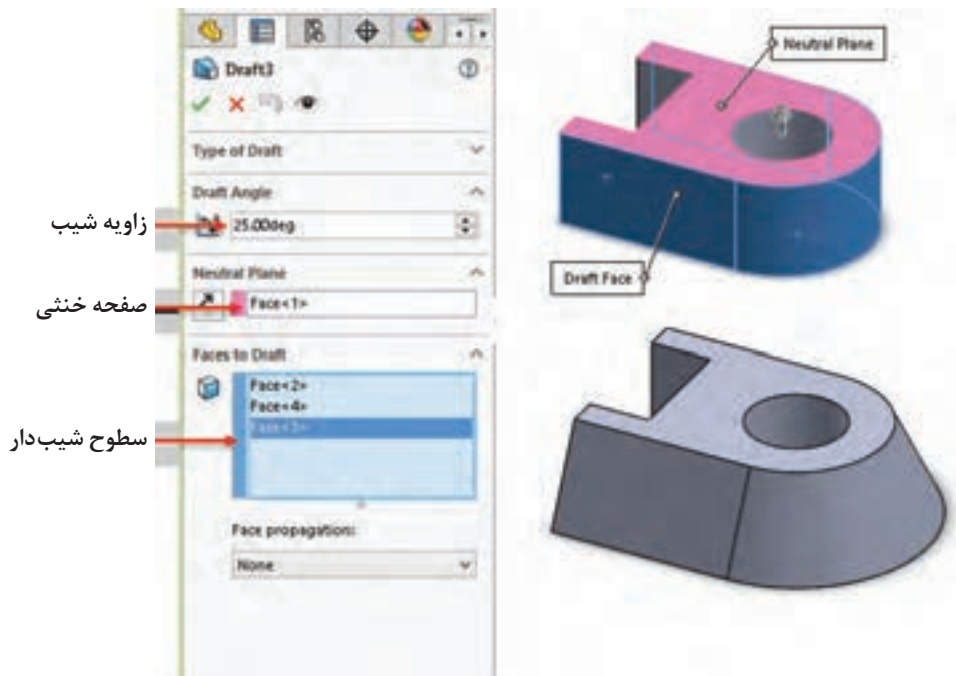 Draft3
Type of Draft
Draft Angle
زاویه شیب
25.00deg
Neutral Plane
صفحه خنثی
Face<1>
Faces to Draft
Face<2>
Face<4>
Face<3>
سطوح شیب‌دار
Face propagation:
None
Neutral Plane
Draft Face